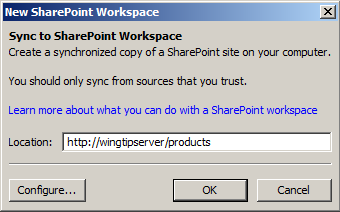 New SharePoint Workspace
Sync to SharePoint Workspace
Create a synchronized copy of a SharePoint site on your computer.
You should only sync from sources that you trust.
Learn more about what you can do with a SharePoint workspace
Location: http://wingtipserver/products
Configure... OK Cancel